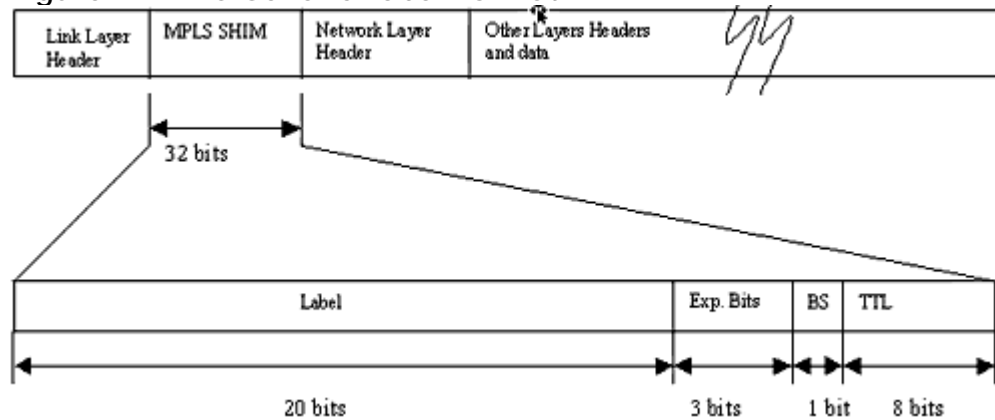 Link Layer
Header
MPLS SHIM
Network Layer
Header
Other Layers Headers
and data
32 bits
Label
Exp. Bits
BS
TTL
20 bits
3 bits
1 bit
8 bits